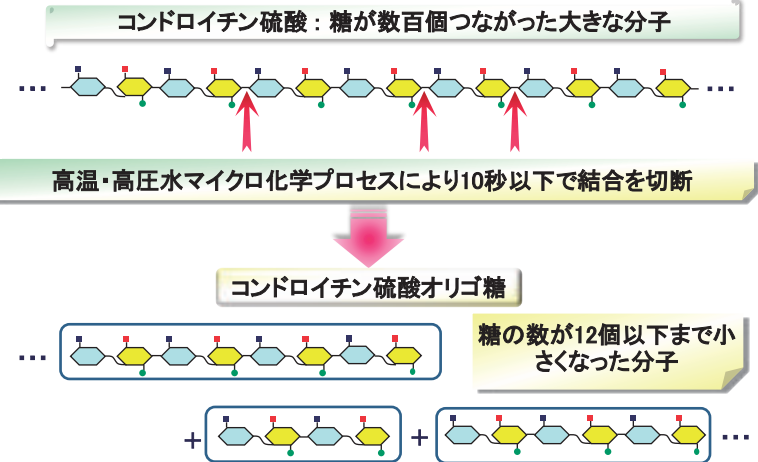 コンドロイチン硫酸：糖が数百個つながった大きな分子
…
…
高温・高圧水マイクロ化学プロセスにより10秒以下で結合を切断
コンドロイチン硫酸オリゴ糖
糖の数が12個以下まで小
さくなった分子
…
+
+
…